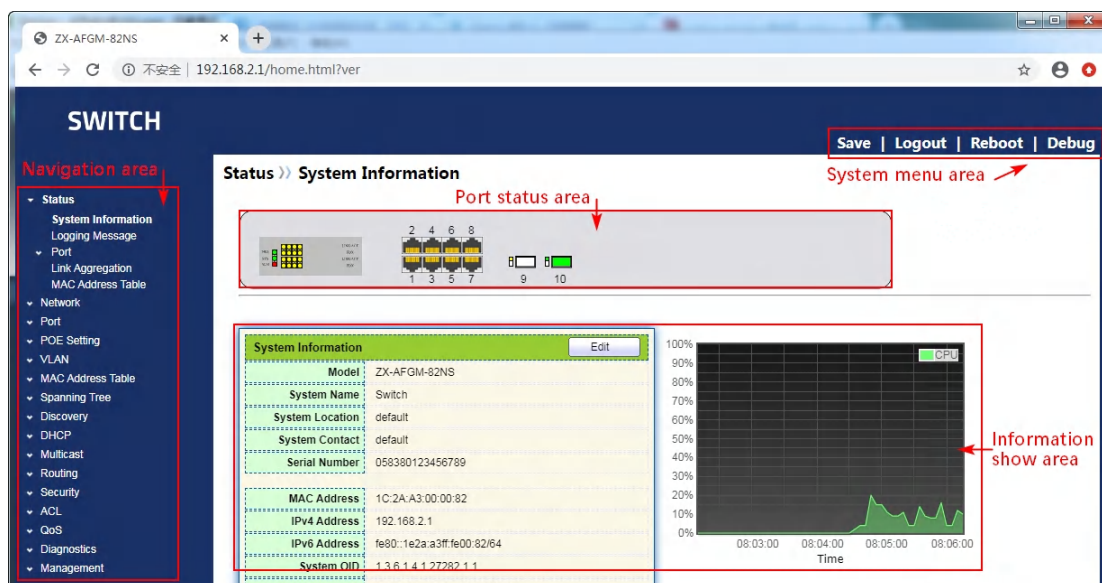 ZX-AFGM-82NS
不安全 | 192.168.2.1/home.html?ver
SWITCH
Save | Logout | Reboot | Debug
Navigation area
System menu area
Status
System Information
Logging Message
Port
Link Aggregation
MAC Address Table
Network
Port
POE Setting
VLAN
MAC Address Table
Spanning Tree
Discovery
DHCP
Multicast
Routing
Security
ACL
QoS
Diagnostics
Management
Status 》 System Information
Port status area
2 4 6 8
1 3 5 7 9 10
System Information Edit
Model ZX-AFGM-82NS
System Name Switch
System Location default
System Contact default
Serial Number 058380123456789
MAC Address 1C:2A:A3:00:00:82
IPv4 Address 192.168.2.1
IPv6 Address fe80::1e2a:a3ff:fe00:82/64
System OID 1.3.6.1.4.1.27282.1.1
CPU
100%
90%
80%
70%
60%
50%
40%
30%
20%
10%
0%
08:03:00 08:04:00 08:05:00 08:06:00
Time
Information
show area